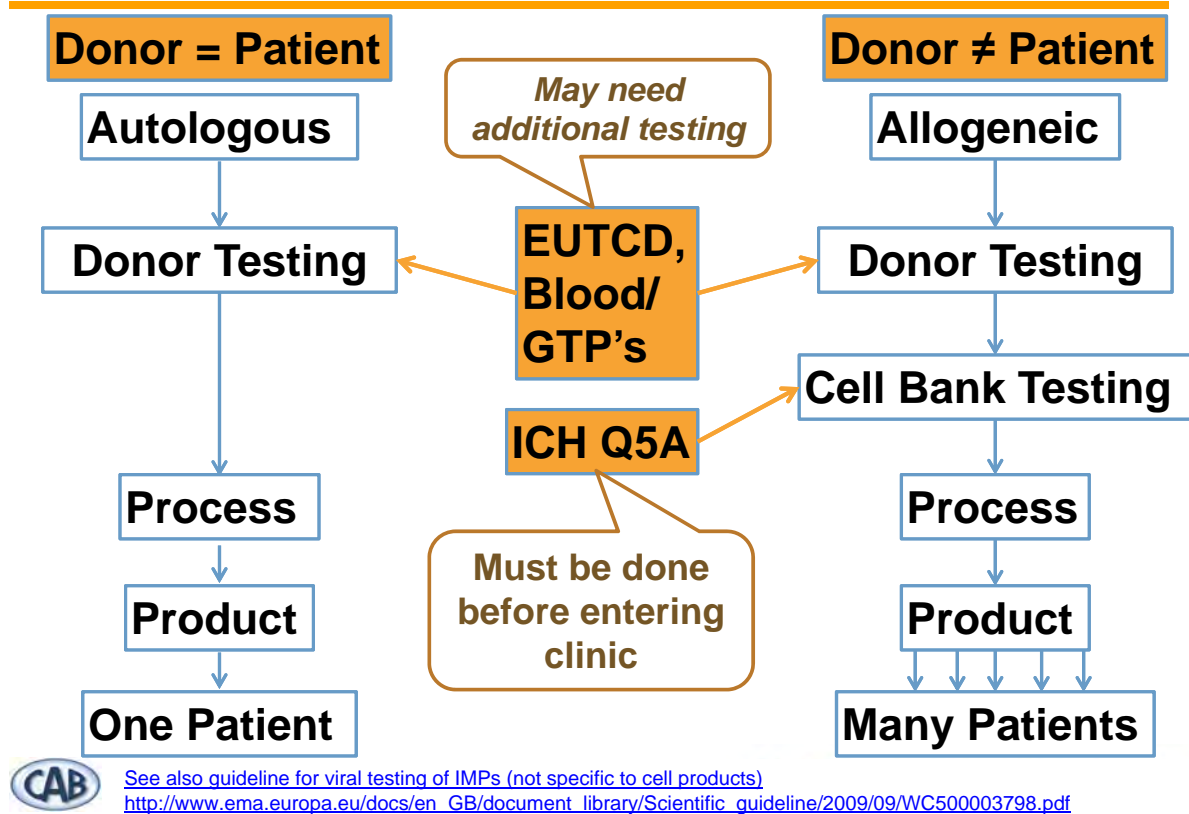 Donor = Patient
Donor ≠ Patient
May need
additional testing
Autologous
Allogeneic
EUTCD,
Blood/
GTP's
Donor Testing
Donor Testing
Cell Bank Testing
ICH Q5A
Process
Process
Must be done
before entering
clinic
Product
Product
One Patient
Many Patients
CAB
See also guideline for viral testing of IMPs (not specific to cell products)
http://www.ema.europa.eu/docs/en_GB/document_library/Scientific_guideline/2009/09/WC500003798.pdf